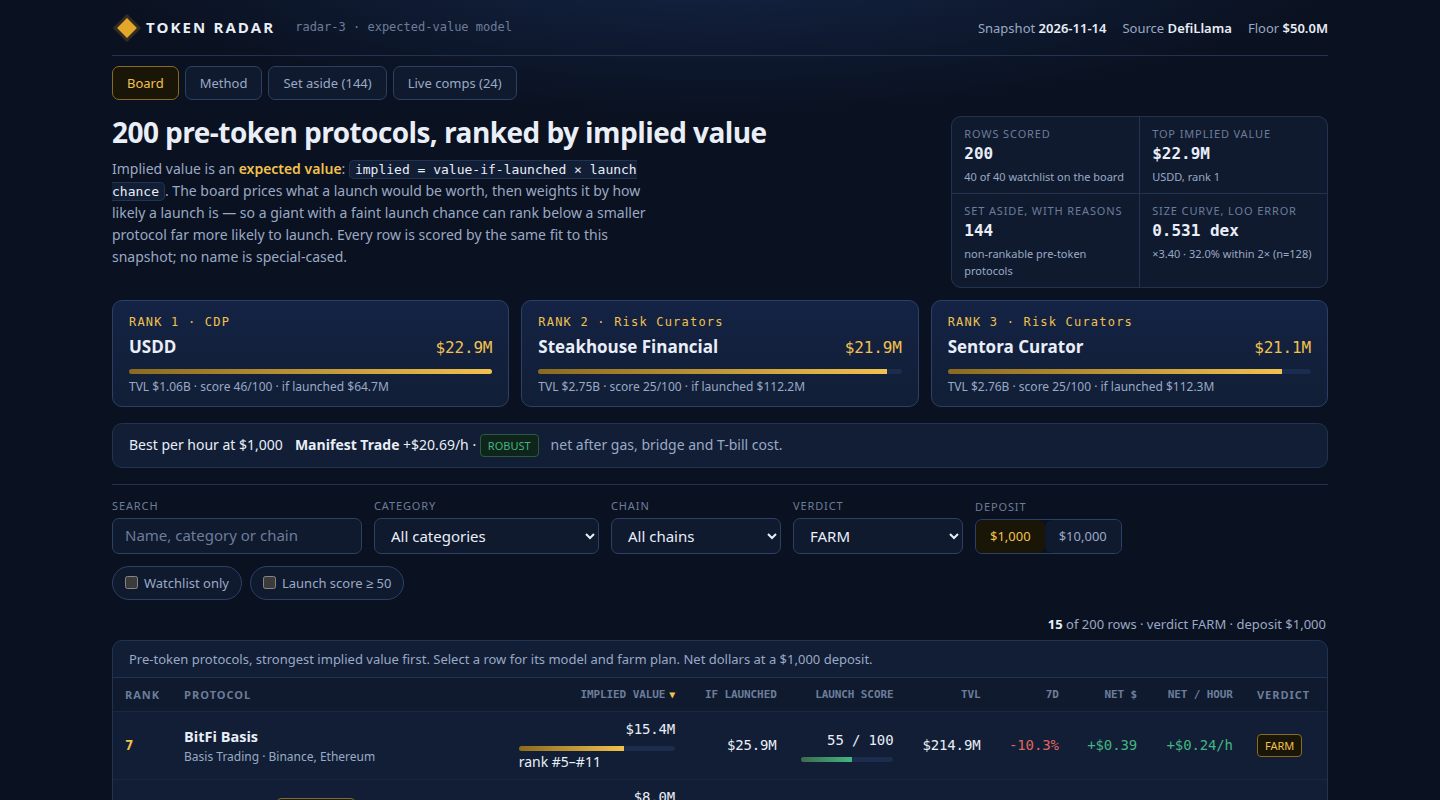 TOKEN RADAR radar-3 · expected-value model Snapshot 2026-11-14 Source DefiLlama Floor $50.0M
Board Method Set aside (144) Live comps (24)
200 pre-token protocols, ranked by implied value
Implied value is an expected value: implied = value-if-launched × launch
chance. The board prices what a launch would be worth, then weights it by how
likely a launch is — so a giant with a faint launch chance can rank below a smaller
protocol far more likely to launch. Every row is scored by the same fit to this
snapshot; no name is special-cased.
ROWS SCORED
200
40 of 40 watchlist on the board
TOP IMPLIED VALUE
$22.9M
USDD, rank 1
SET ASIDE, WITH REASONS
144
non-rankable pre-token
protocols
SIZE CURVE, LOO ERROR
0.531 dex
×3.40 · 32.0% within 2× (n=128)
RANK 1 · CDP
USDD $22.9M
TVL $1.06B · score 46/100 · if launched $64.7M
RANK 2 · Risk Curators
Steakhouse Financial $21.9M
TVL $2.75B · score 25/100 · if launched $112.2M
RANK 3 · Risk Curators
Sentora Curator $21.1M
TVL $2.76B · score 25/100 · if launched $112.3M
Best per hour at $1,000 Manifest Trade +$20.69/h · ROBUST net after gas, bridge and T-bill cost.
SEARCH CATEGORY CHAIN VERDICT DEPOSIT
Name, category or chain All categories All chains FARM $1,000 $10,000
Watchlist only Launch score ≥ 50
15 of 200 rows · verdict FARM · deposit $1,000
Pre-token protocols, strongest implied value first. Select a row for its model and farm plan. Net dollars at a $1,000 deposit.
RANK PROTOCOL IMPLIED VALUE ▼ IF LAUNCHED LAUNCH SCORE TVL 7D NET $ NET / HOUR VERDICT
7 BitFi Basis $15.4M $25.9M 55 / 100 $214.9M -10.3% +$0.39 +$0.24/h FARM
Basis Trading · Binance, Ethereum rank #5–#11
$8.0M